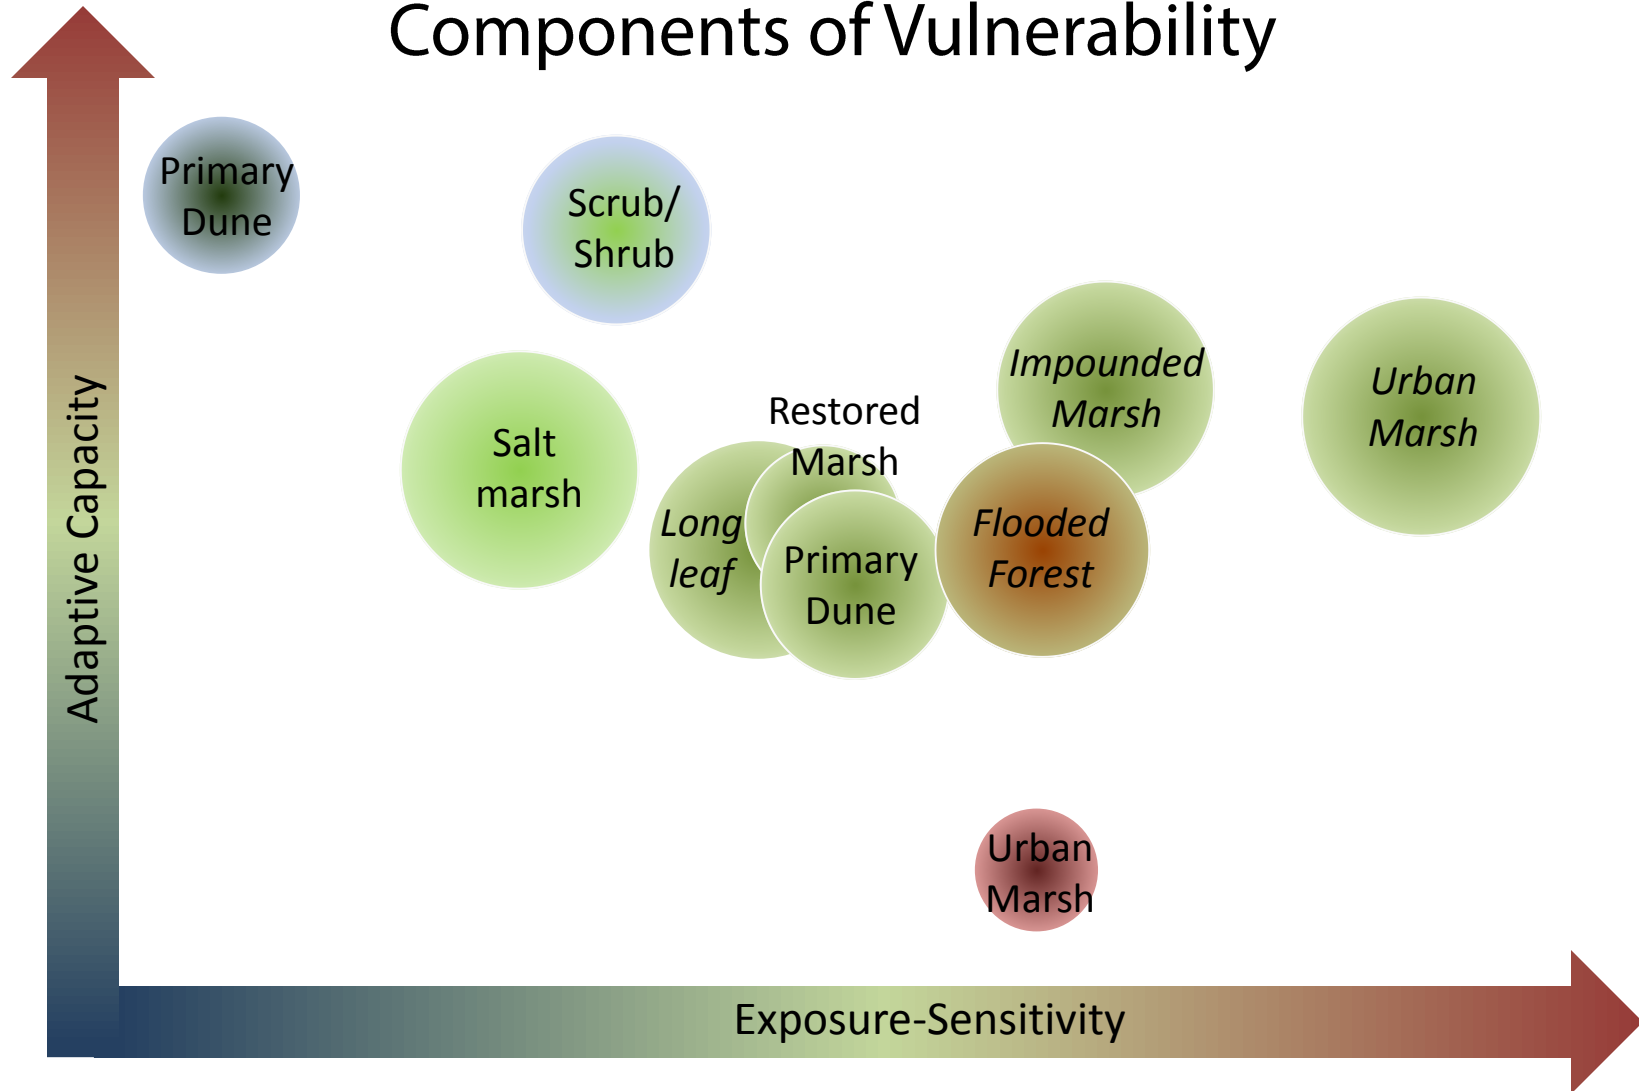 Components of Vulnerability
Primary
Dune
Scrub/
Shrub
Impounded
Marsh
Urban
Marsh
Restored
Marsh
Salt
marsh
Long
leaf
Primary
Dune
Flooded
Forest
Urban
Marsh
Adaptive Capacity
Exposure-Sensitivity